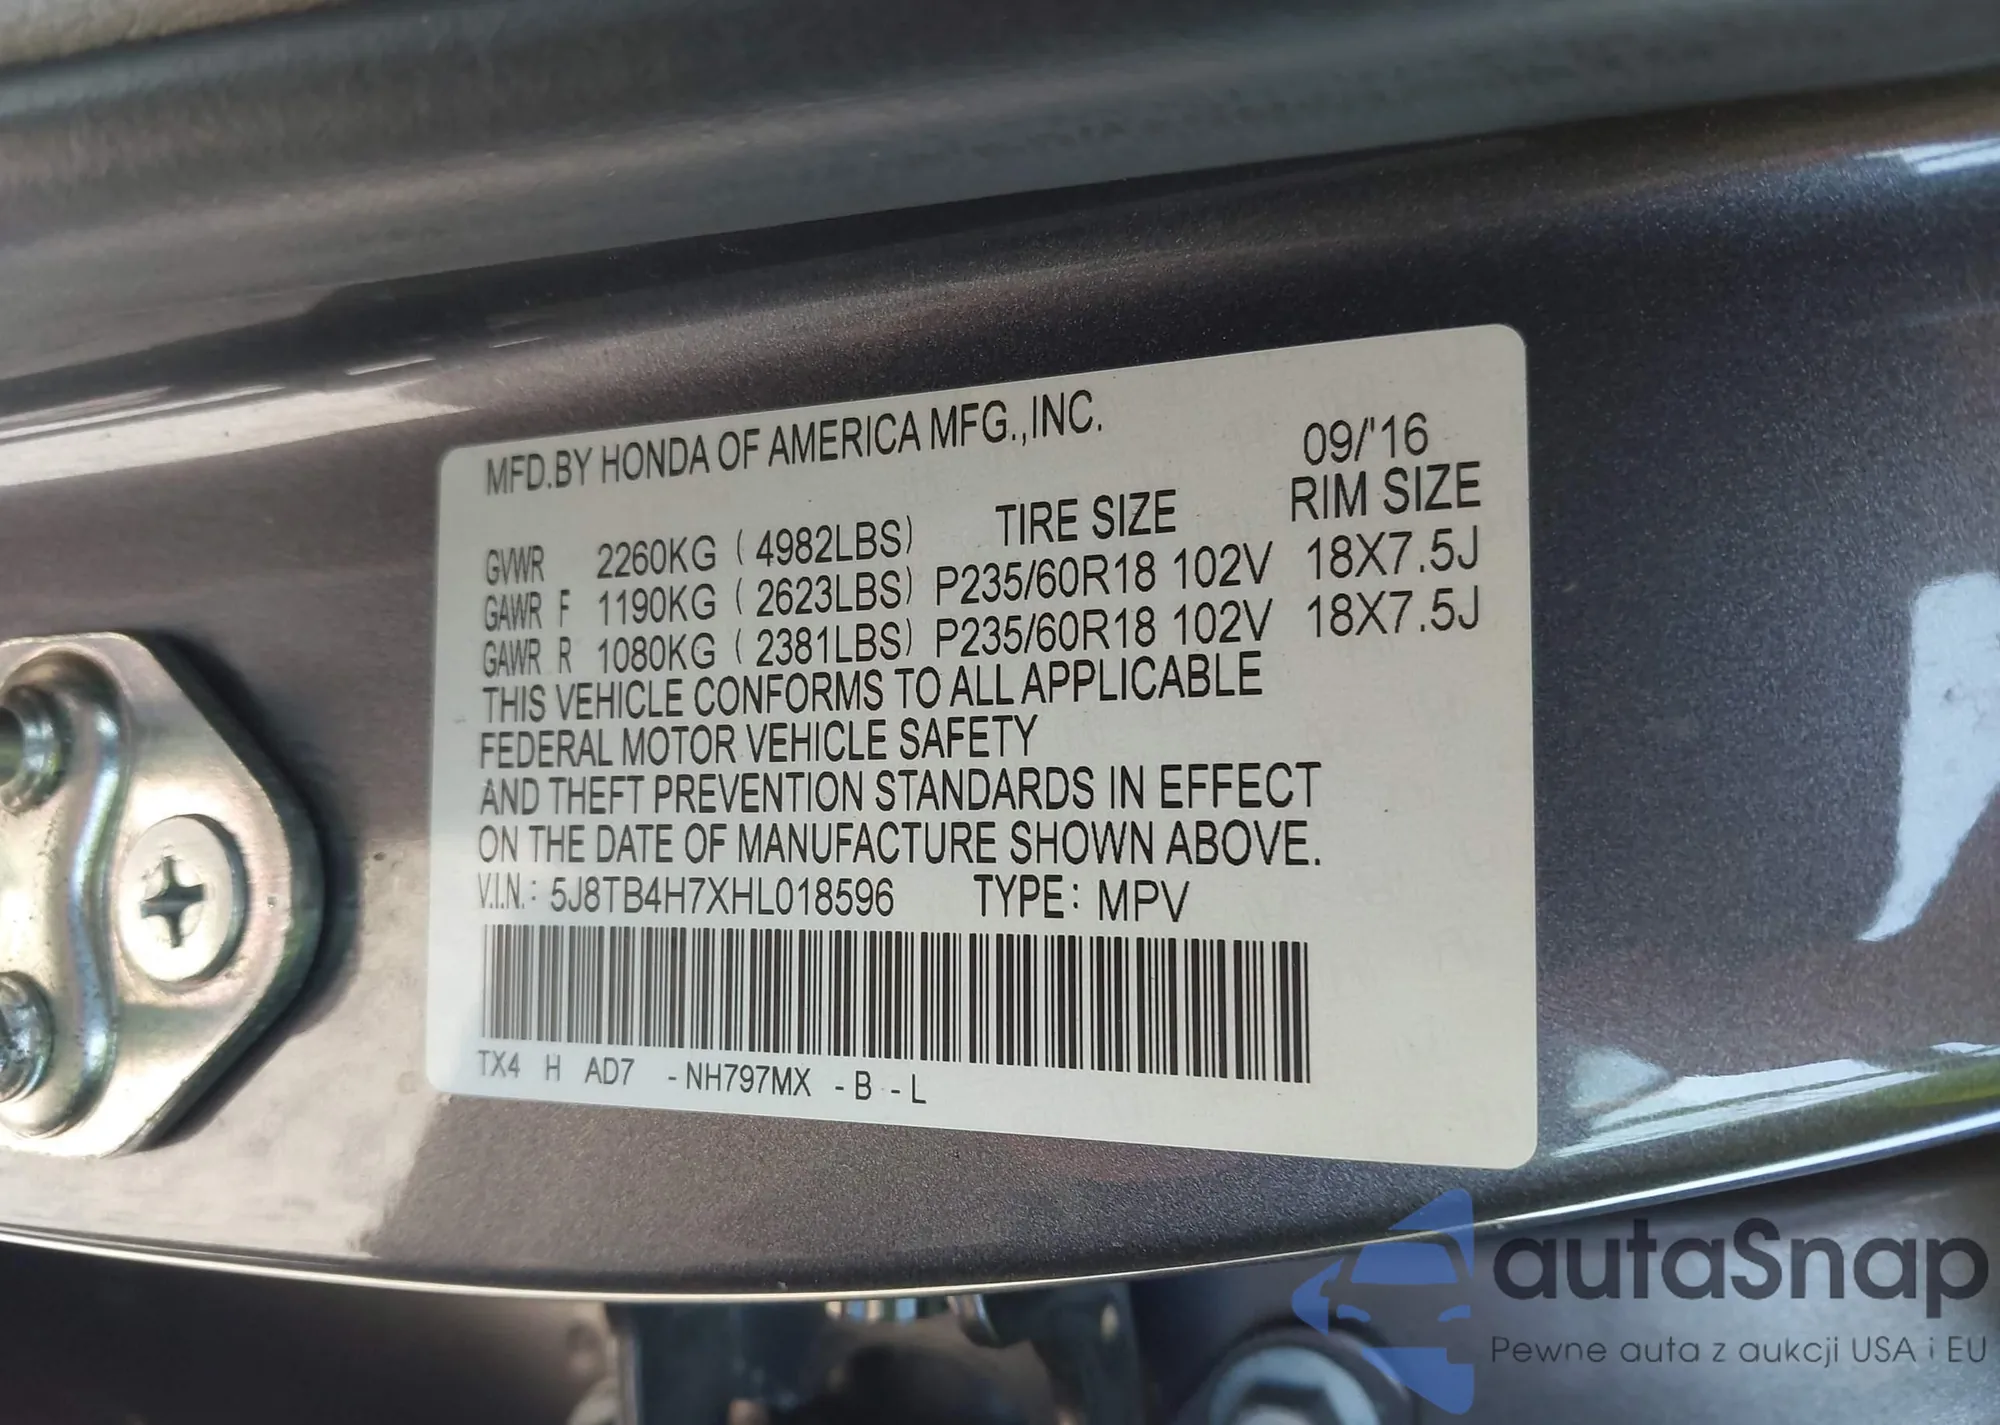 MFD.BY HONDA OF AMERICA MFG.,INC. 09/'16
TIRE SIZE RIM SIZE
GVWR 2260KG ( 4982LBS)
GAWR F 1190KG ( 2623LBS) P235/60R18 102V 18X7.5J
GAWR R 1080KG ( 2381LBS) P235/60R18 102V 18X7.5J
THIS VEHICLE CONFORMS TO ALL APPLICABLE
FEDERAL MOTOR VEHICLE SAFETY
AND THEFT PREVENTION STANDARDS IN EFFECT
ON THE DATE OF MANUFACTURE SHOWN ABOVE.
V.I.N.: 5J8TB4H7XHL018596 TYPE: MPV
TX4 H AD7 -NH797MX -B -L
autaSnap
Pewne auta z aukcji USA i EU